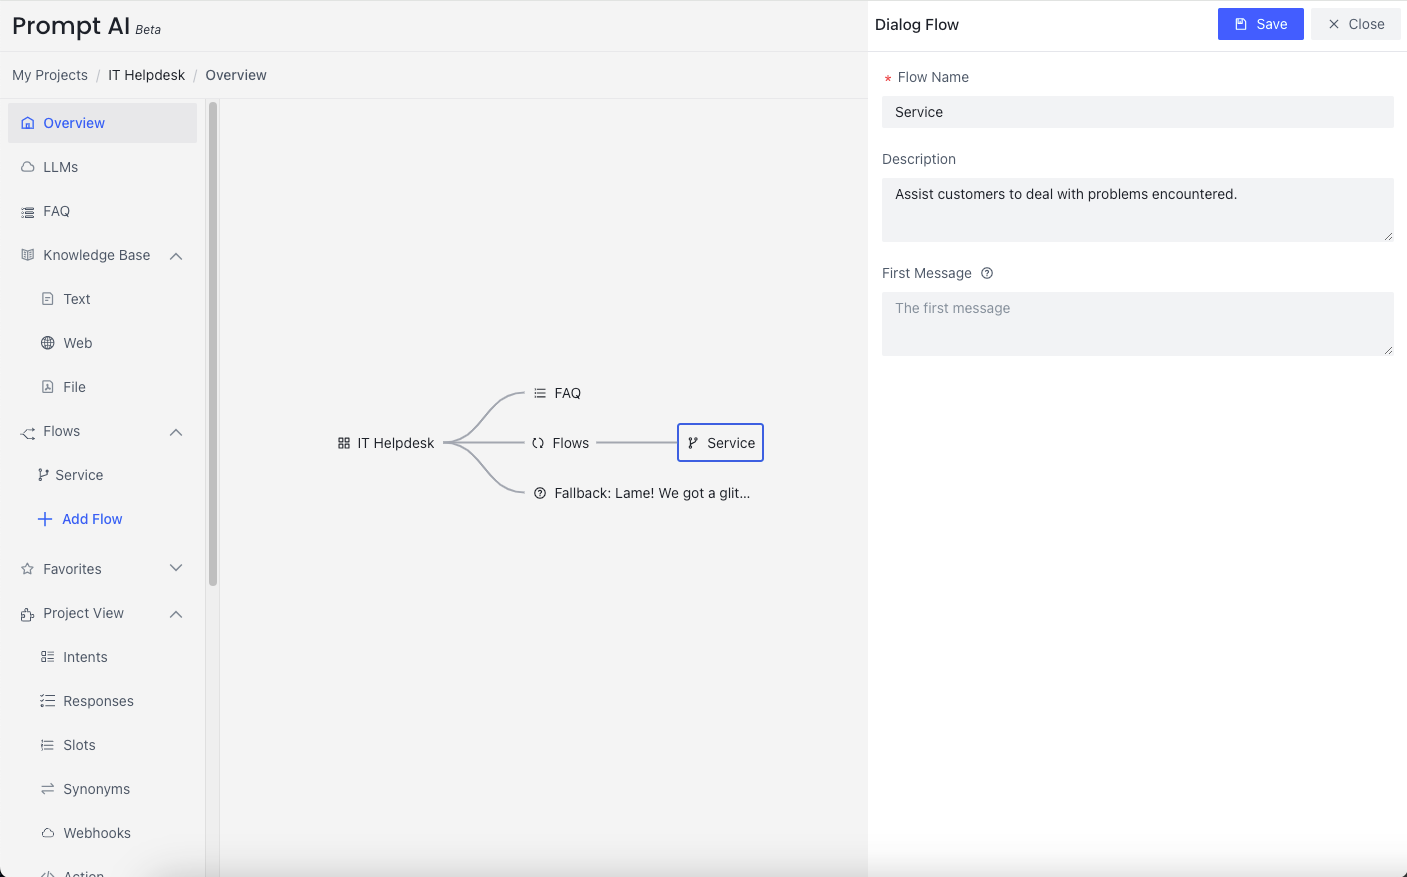 Prompt AI Beta
My Projects / IT Helpdesk / Overview
Overview
LLMs
FAQ
Knowledge Base
Text
Web
File
Flows
Service
Add Flow
Favorites
Project View
Intents
Responses
Slots
Synonyms
Webhooks
Action
IT Helpdesk
FAQ
Flows
Service
Fallback: Lame! We got a glit...
Dialog Flow
Save
Close
* Flow Name
Service
Description
Assist customers to deal with problems encountered.
First Message
The first message